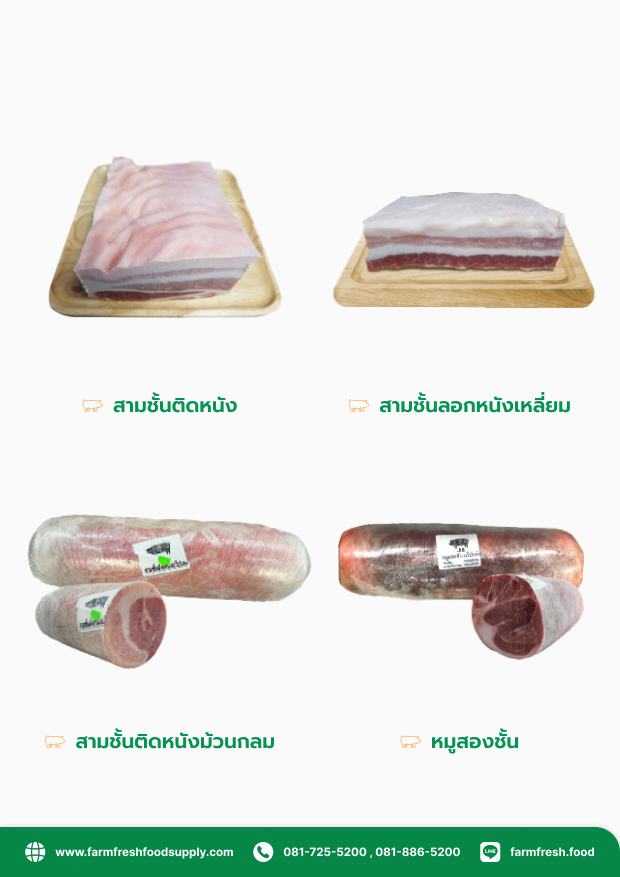 สามชั้นติดหนัง
สามชั้นลอกหนังเหลี่ยม
สามชั้นติดหนังม้วนกลม
หมูสองชั้น
www.farmfreshfoodsupply.com
081-725-5200 , 081-886-5200
LINE
farmfresh.food